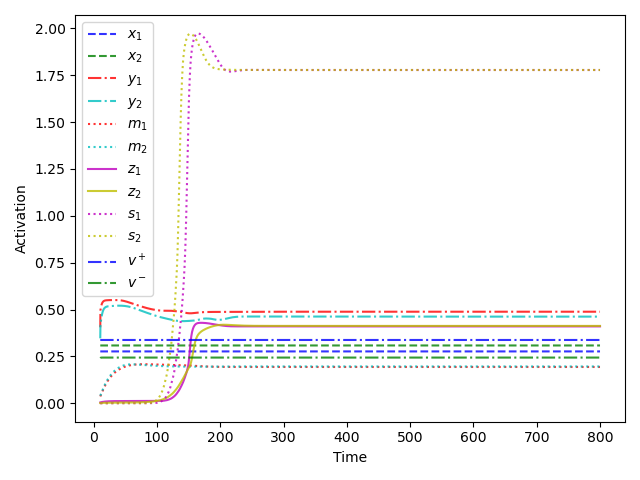 2.00
1.75
1.50
1.25
1.00
0.75
0.50
0.25
0.00
Activation
x₁
x₂
y₁
y₂
m₁
m₂
z₁
z₂
s₁
s₂
v⁺
v⁻
0 100 200 300 400 500 600 700 800
Time